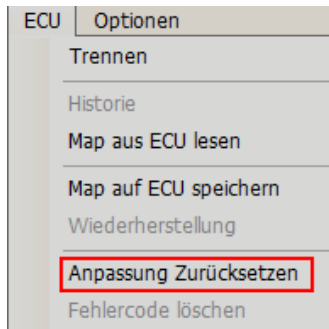 ECU Optionen
Trennen
Historie
Map aus ECU lesen
Map auf ECU speichern
Wiederherstellung
Anpassung Zurücksetzen
Fehlercode löschen